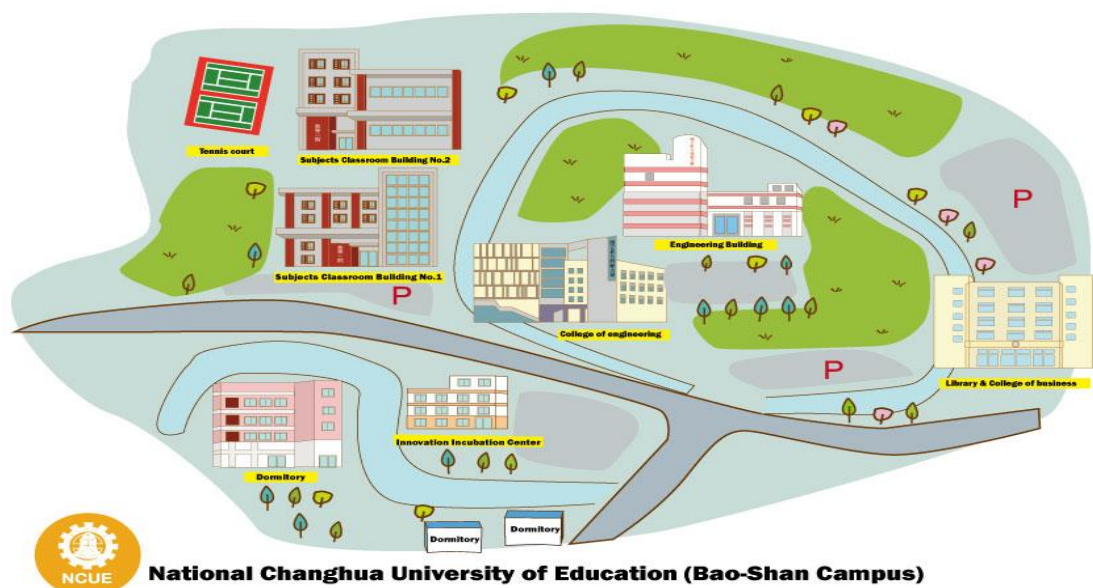 Tennis court
Subjects Classroom Building No.2
Engineering Building
P
Subjects Classroom Building No.1
P
College of engineering
P
Library & College of business
Innovation Incubation Center
Dormitory
Dormitory
Dormitory
NCUE
National Changhua University of Education (Bao-Shan Campus)